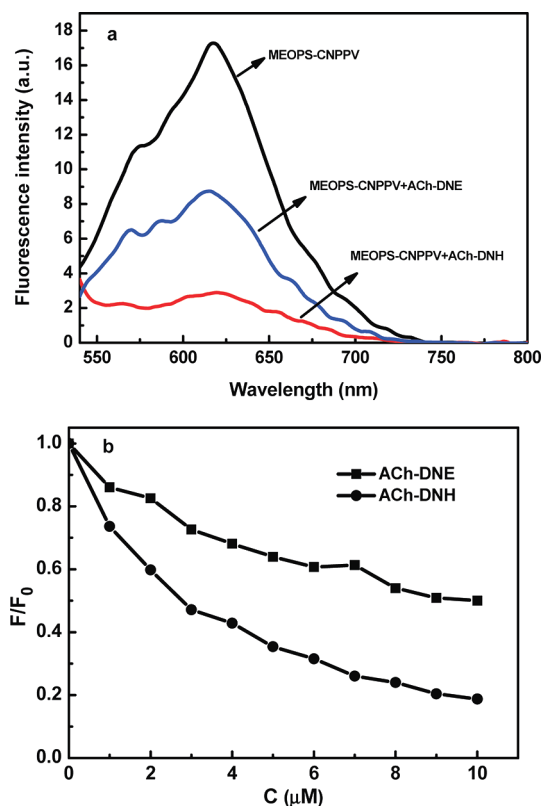 a
18
16
14
12
10
8
6
4
2
0
Fluorescence intensity (a.u.)
MEOPS-CNPPV
MEOPS-CNPPV+ACh-DNE
MEOPS-CNPPV+ACh-DNH
550 600 650 700 750 800
Wavelength (nm)
b
1.0
0.8
0.6
0.4
0.2
0.0
F/F0
ACh-DNE
ACh-DNH
0 2 4 6 8 10
C (μM)